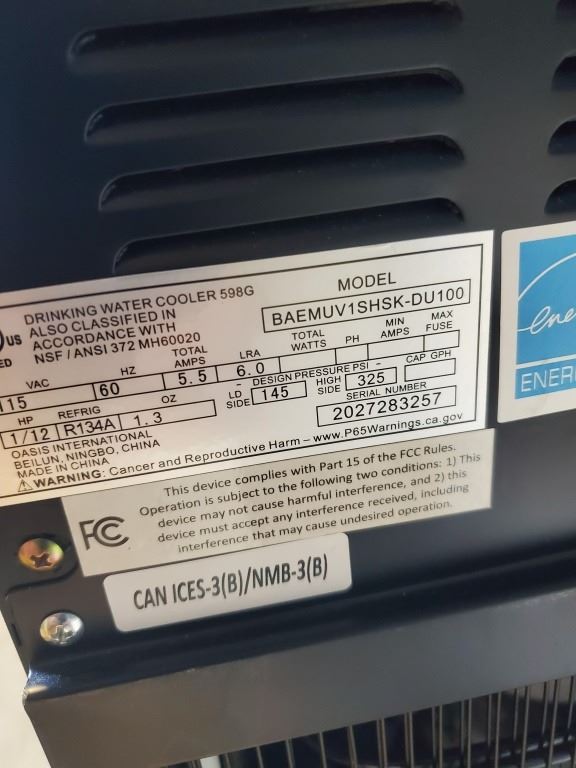 US
DRINKING WATER COOLER 598G
ALSO CLASSIFIED IN
ACCORDANCE WITH
NSF / ANSI 372 MH60020
MODEL
BAEMUV1SHSK-DU100
VAC HZ TOTAL AMPS LRA TOTAL WATTS PH MIN AMPS MAX FUSE
115 60 5.5 6.0 - - - -
HP REFRIG OZ DESIGN PRESSURE PSI CAP GPH
1/12 R134A 1.3 LD SIDE 145 HIGH SIDE 325
SERIAL NUMBER
2027283257
OASIS INTERNATIONAL
BEILUN, NINGBO, CHINA
MADE IN CHINA
WARNING: Cancer and Reproductive Harm – www.P65Warnings.ca.gov
FC
This device complies with Part 15 of the FCC Rules.
Operation is subject to the following two conditions: 1) This
device may not cause harmful interference, and 2) this
device must accept any interference received, including
interference that may cause undesired operation.
CAN ICES-3(B)/NMB-3(B)
ene
ENER